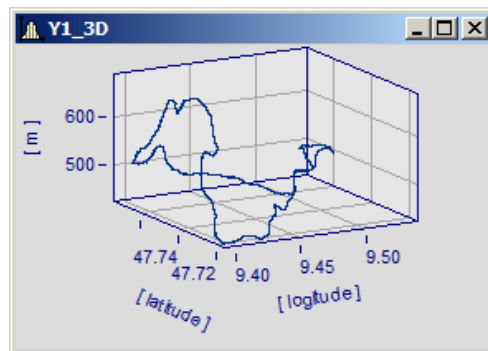 Y1_3D
[ m ]
600
500
47.74
47.72
9.40
9.45
9.50
[ latitude ]
[ logitude ]